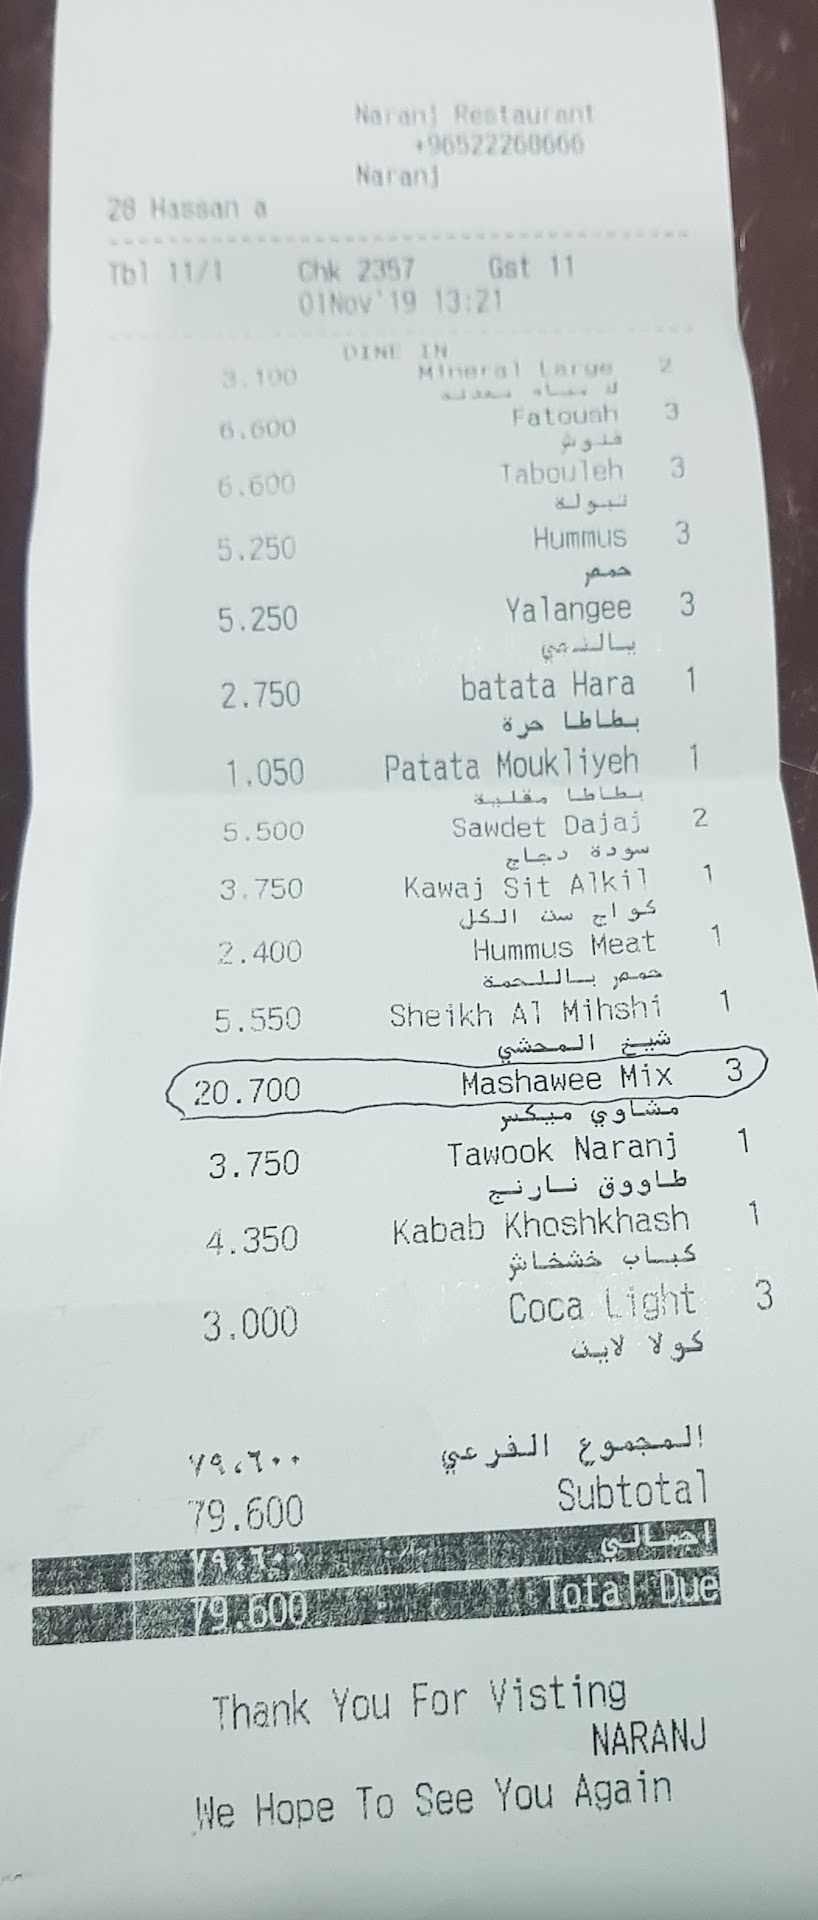 Naranj Restaurant
+96522260666
Naranj
28 Hassan a
Tbl 11/1 Chk 2357 Gst 11
01Nov'19 13:21
DINE IN
3.100 Mineral Large 2
مياه معدنية
6.600 Fatoush 3
فتوش
6.600 Tabouleh 3
تبولة
5.250 Hummus 3
حمص
5.250 Yalangee 3
يالنجي
2.750 batata Hara 1
بطاطا حرة
1.050 Patata Moukliyeh 1
بطاطا مقلية
5.500 Sawdet Dajaj 2
سودة دجاج
3.750 Kawaj Sit Alkil 1
كواج ست الكل
2.400 Hummus Meat 1
حمص باللحمة
5.550 Sheikh Al Mihshi 1
شيخ المحشي
20.700 Mashawee Mix 3
مشاوي ميكس
3.750 Tawook Naranj 1
طاووق نارنج
4.350 Kabab Khoshkhash 1
كباب خشخاش
3.000 Coca Light 3
كولا لايت
المجموع الفرعي ٧٩،٦٠٠
79.600 Subtotal
اجمالي ٧٩،٦٠٠
79.600 Total Due
Thank You For Visting
NARANJ
We Hope To See You Again